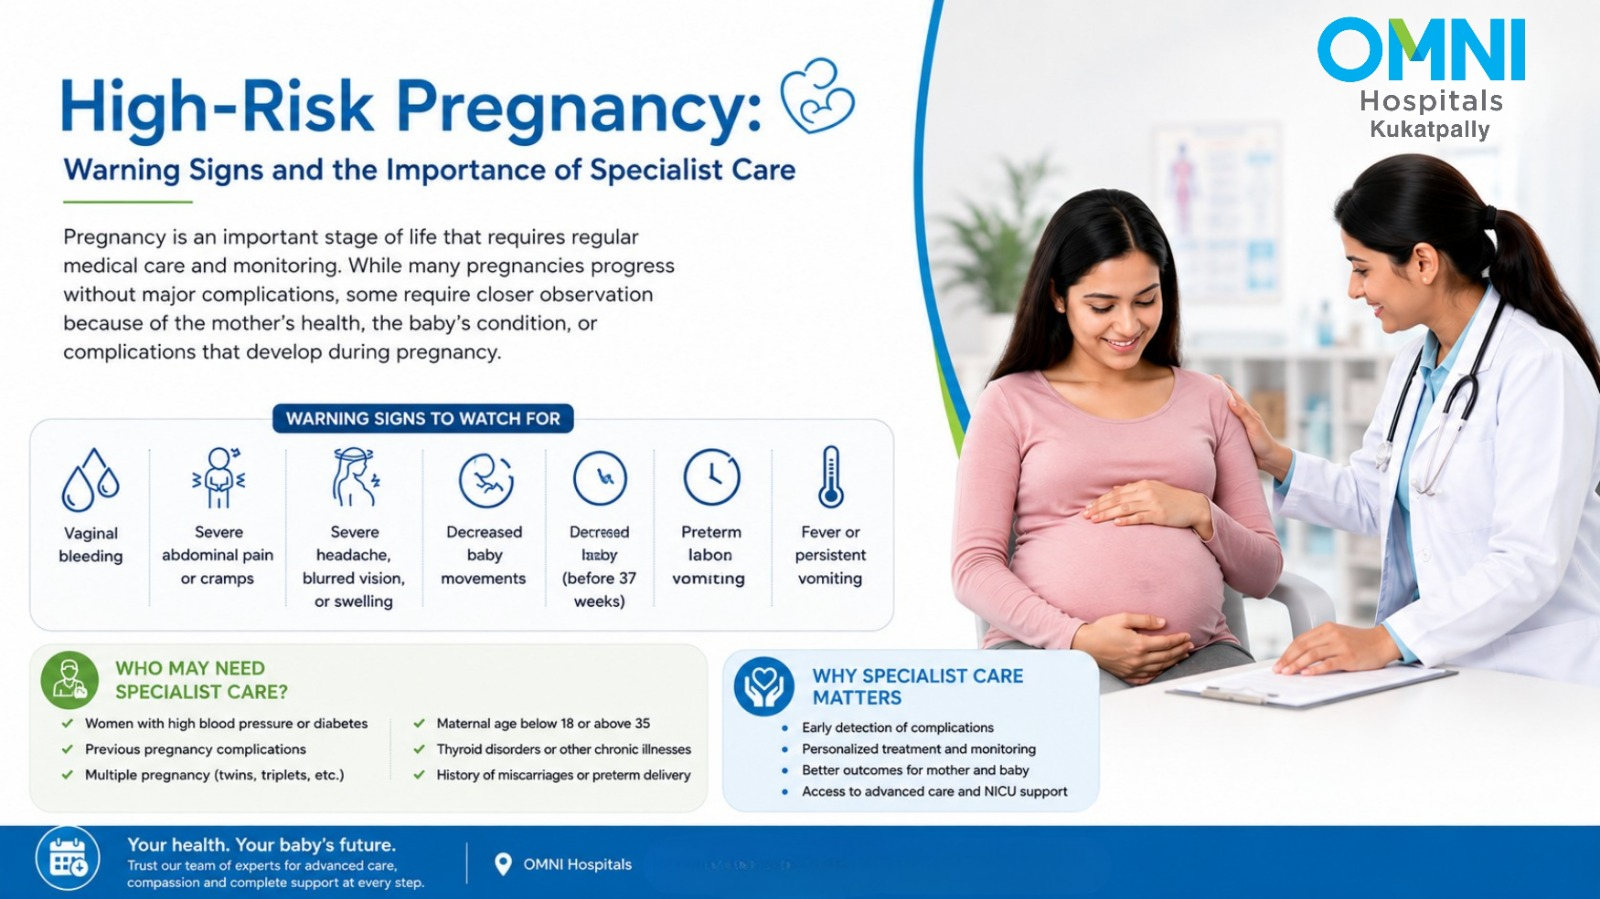 OMNI
Hospitals
Kukatpally
High-Risk Pregnancy:
Warning Signs and the Importance of Specialist Care
Pregnancy is an important stage of life that requires regular
medical care and monitoring. While many pregnancies progress
without major complications, some require closer observation
because of the mother's health, the baby's condition, or
complications that develop during pregnancy.
WARNING SIGNS TO WATCH FOR
Vaginal
bleeding
Severe
abdominal pain
or cramps
Severe
headache,
blurred vision,
or swelling
Decreased
baby
movements
(before 37
weeks)
Preterm
labon
vomiting
Fever or
persistent
vomiting
WHO MAY NEED
SPECIALIST CARE?
Women with high blood pressure or diabetes
Previous pregnancy complications
Multiple pregnancy (twins, triplets, etc.)
Maternal age below 18 or above 35
Thyroid disorders or other chronic illnesses
History of miscarriages or preterm delivery
WHY SPECIALIST CARE
MATTERS
Early detection of complications
Personalized treatment and monitoring
Better outcomes for mother and baby
Access to advanced care and NICU support
Your health. Your baby's future.
Trust our team of experts for advanced care,
compassion and complete support at every step.
OMNI Hospitals